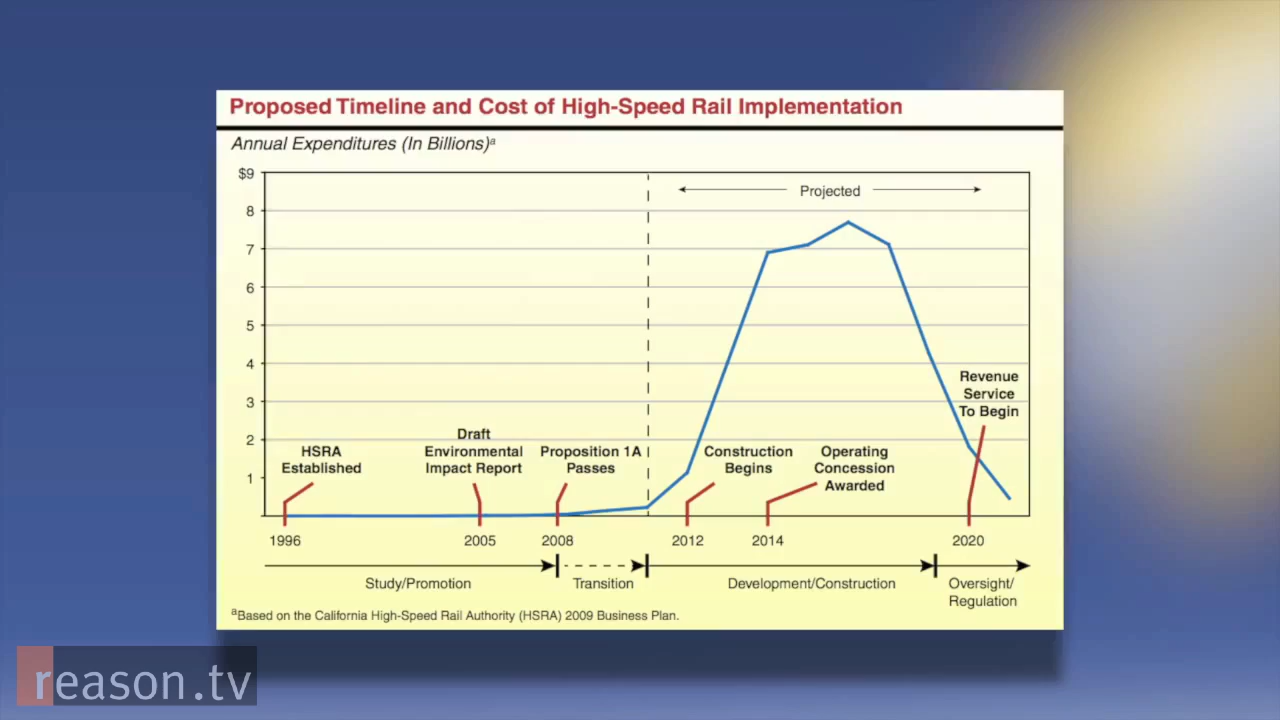 Proposed Timeline and Cost of High-Speed Rail Implementation
Annual Expenditures (In Billions)a
$9
8
7
6
5
4
3
2
1
Projected
HSRA
Established
Draft
Environmental
Impact Report
Proposition 1A
Passes
Construction
Begins
Operating
Concession
Awarded
Revenue
Service
To Begin
1996
2005
2008
2012
2014
2020
Study/Promotion
Transition
Development/Construction
Oversight/
Regulation
aBased on the California High-Speed Rail Authority (HSRA) 2009 Business Plan.
reason.tv